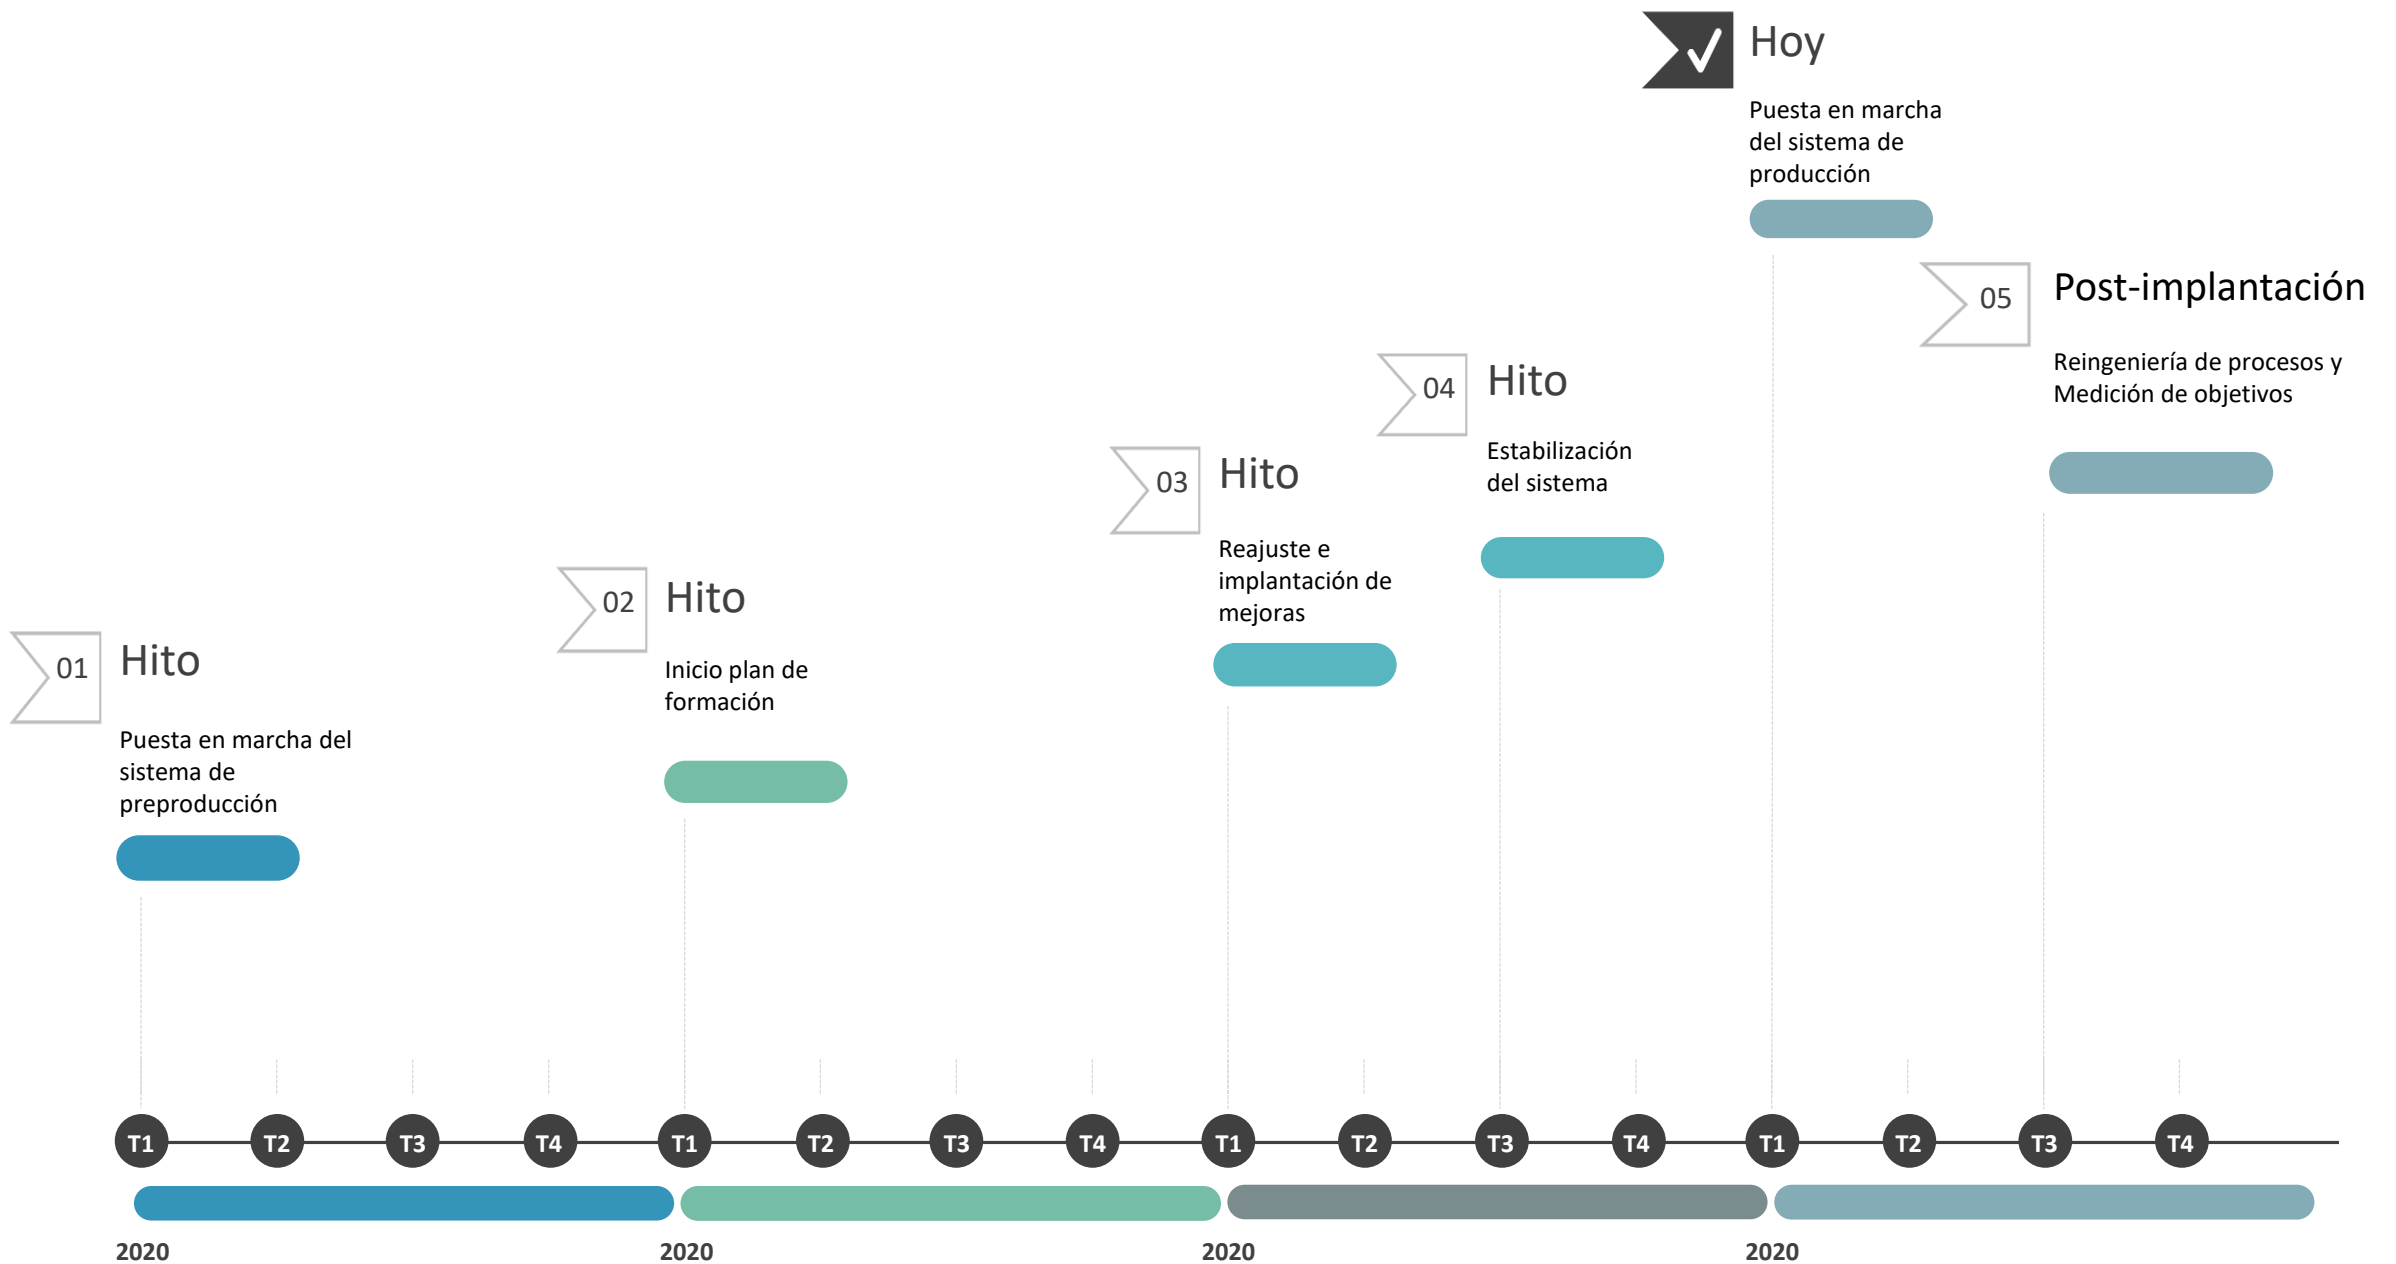 Hoy
Puesta en marcha
del sistema de
producción
05
Post-implantación
Reingeniería de procesos y
Medición de objetivos
04
Hito
Estabilización
del sistema
03
Hito
Reajuste e
implantación de
mejoras
02
Hito
Inicio plan de
formación
01
Hito
Puesta en marcha del
sistema de
preproducción
T1 T2 T3 T4 T1 T2 T3 T4 T1 T2 T3 T4 T1 T2 T3 T4
2020 2020 2020 2020